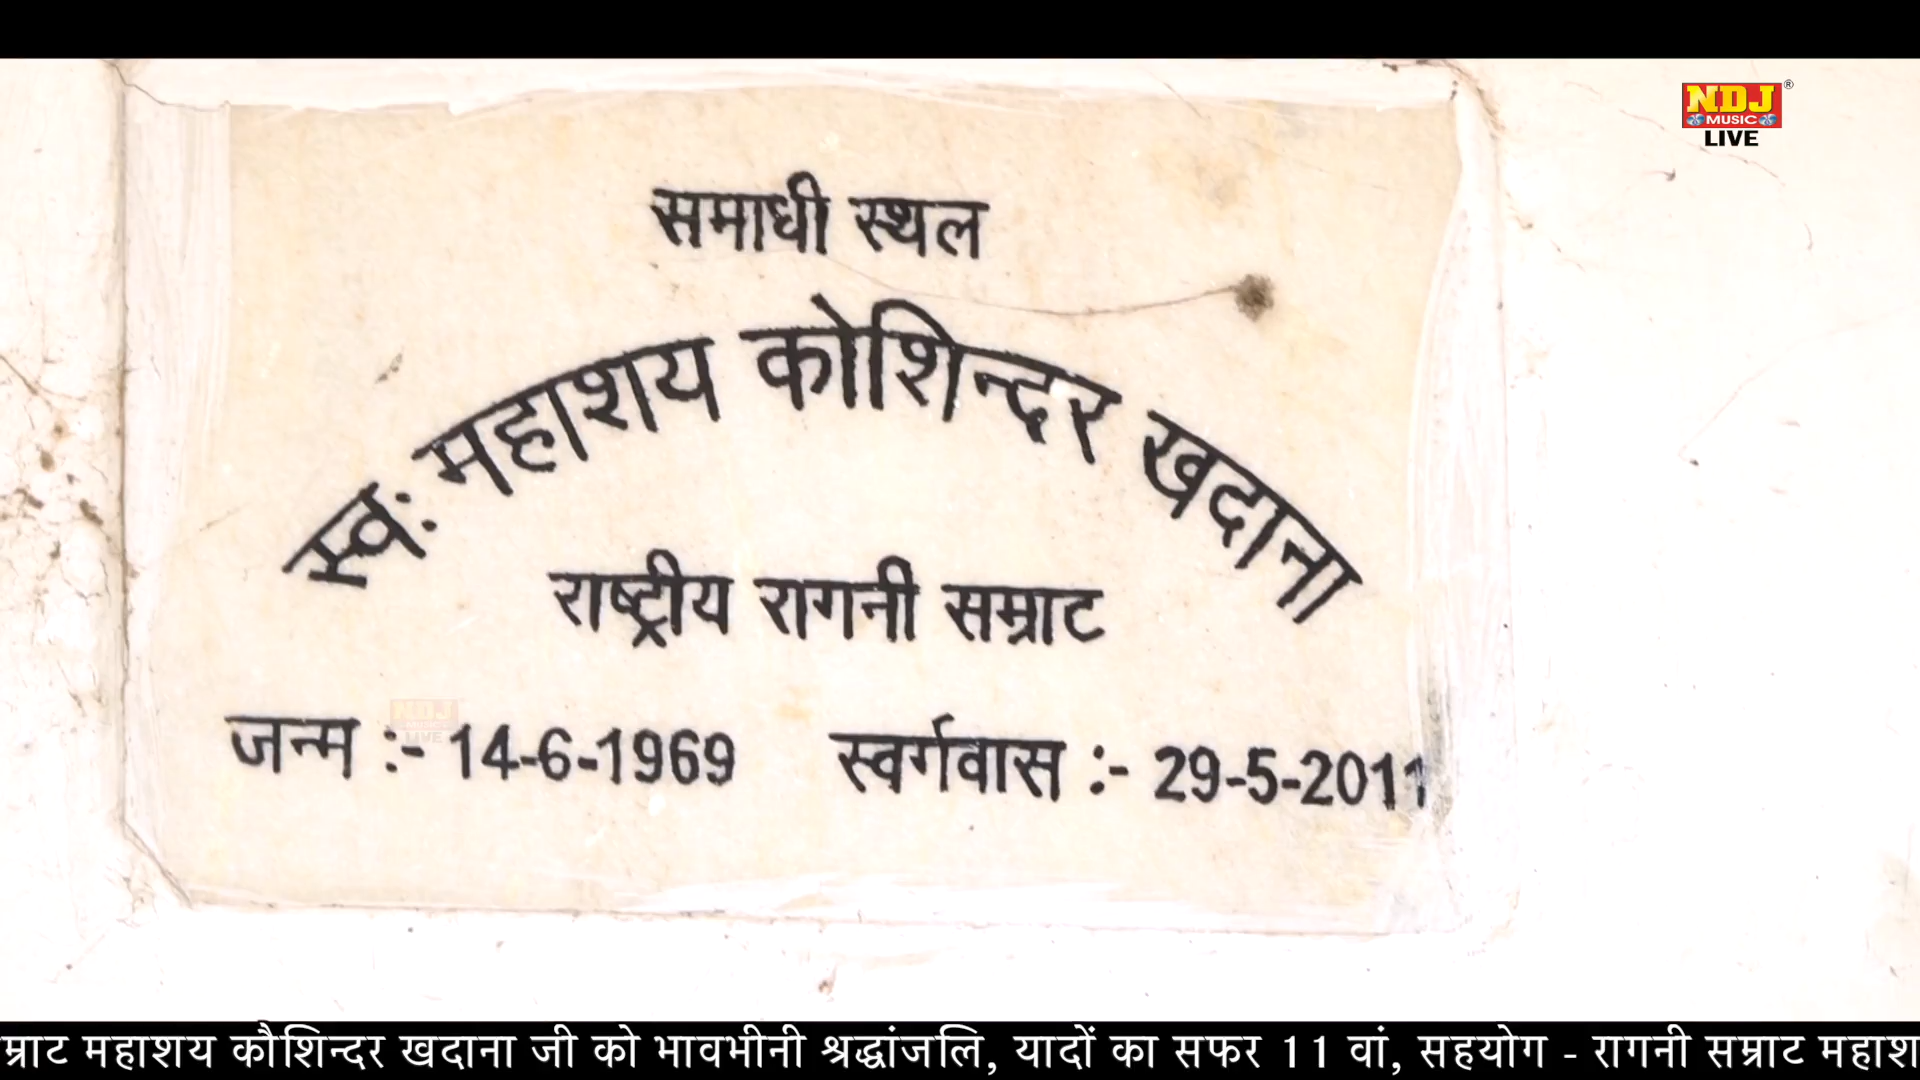 NDJ®
MUSIC
LIVE
समाधी स्थल
स्वः महाशय कोशिन्दर खदाना
राष्ट्रीय रागनी सम्राट
जन्म :- 14-6-1969 स्वर्गवास :- 29-5-2011
म्राट महाशय कौशिन्दर खदाना जी को भावभीनी श्रद्धांजलि, यादों का सफर 11 वां, सहयोग - रागनी सम्राट महाश